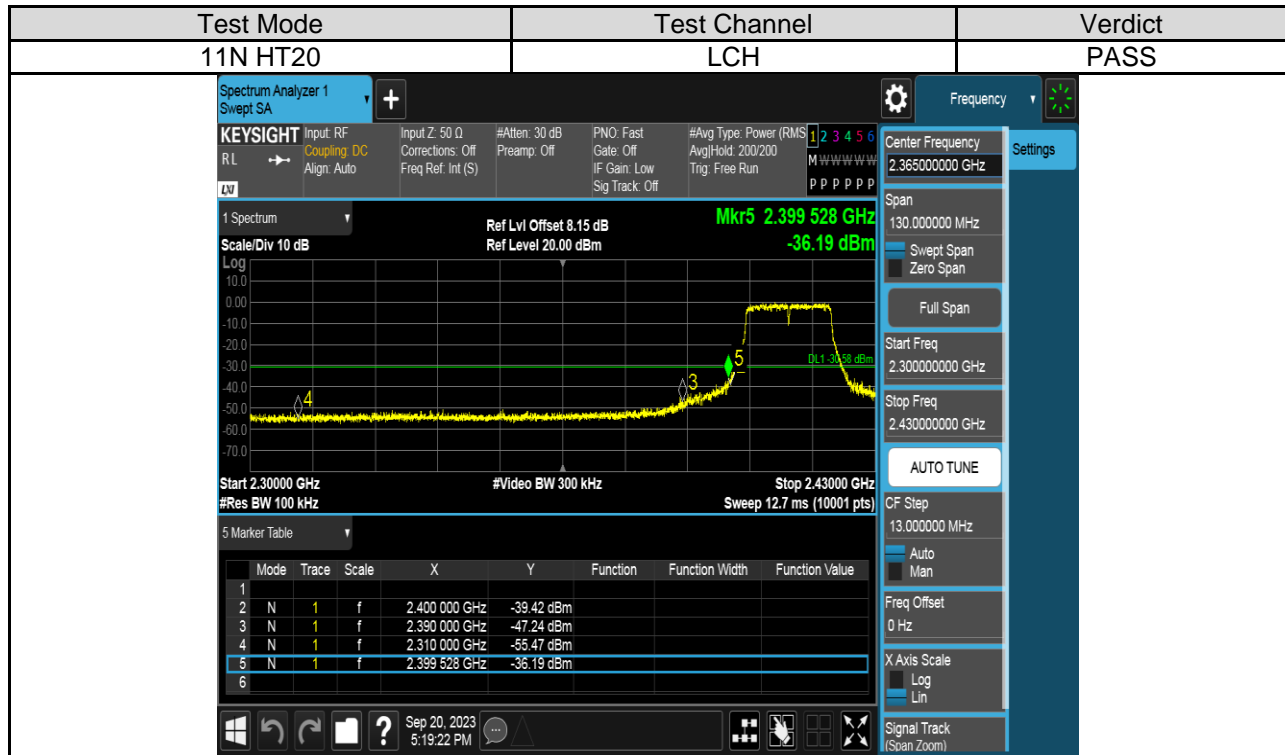 Test Mode Test Channel Verdict
11N HT20 LCH PASS
Spectrum Analyzer 1
Swept SA
+
Frequency
KEYSIGHT Input: RF Input Z: 50 Ω #Atten: 30 dB PNO: Fast #Avg Type: Power (RMS 1 2 3 4 5 6
RL Coupling: DC Corrections: Off Preamp: Off Gate: Off Avg|Hold: 200/200 M W W W W W
Align: Auto Freq Ref: Int (S) IF Gain: Low Trig: Free Run
LXI Sig Track: Off P P P P P P
Center Frequency
2.365000000 GHz
Settings
1 Spectrum Ref Lvl Offset 8.15 dB Mkr5 2.399 528 GHz
Scale/Div 10 dB Ref Level 20.00 dBm -36.19 dBm
Log
10.0
0.00
-10.0
-20.0
-30.0
-40.0
-50.0
-60.0
-70.0
DL1 -30.58 dBm
5
3
4
Start 2.30000 GHz #Video BW 300 kHz Stop 2.43000 GHz
#Res BW 100 kHz Sweep 12.7 ms (10001 pts)
Span
130.000000 MHz
Swept Span
Zero Span
Full Span
Start Freq
2.300000000 GHz
Stop Freq
2.430000000 GHz
AUTO TUNE
CF Step
13.000000 MHz
Auto
Man
Freq Offset
0 Hz
X Axis Scale
Log
Lin
Signal Track
(Span Zoom)
5 Marker Table
Mode Trace Scale X Y Function Function Width Function Value
1
2 N 1 f 2.400 000 GHz -39.42 dBm
3 N 1 f 2.390 000 GHz -47.24 dBm
4 N 1 f 2.310 000 GHz -55.47 dBm
5 N 1 f 2.399 528 GHz -36.19 dBm
6
? Sep 20, 2023
5:19:22 PM